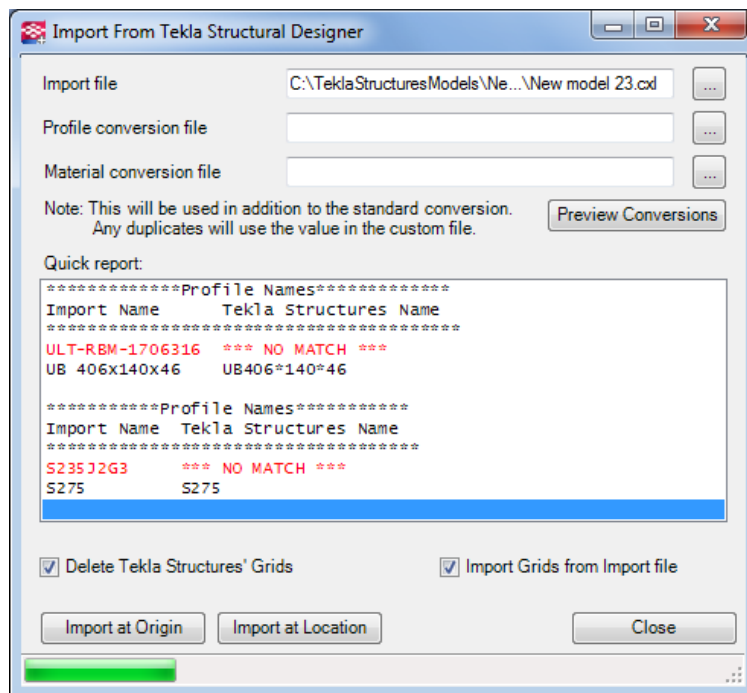 Import From Tekla Structural Designer
Import file
C:\TeklaStructuresModels\Ne...\New model 23.cxl
...
Profile conversion file
...
Material conversion file
...
Note: This will be used in addition to the standard conversion.
Any duplicates will use the value in the custom file.
Preview Conversions
Quick report:
*************Profile Names*************
Import Name Tekla Structures Name
*****************************************
ULT-RBM-1706316 *** NO MATCH ***
UB 406x140x46 UB406*140*46
***********Profile Names***********
Import Name Tekla Structures Name
*************************************
S235J2G3 *** NO MATCH ***
S275 S275
Delete Tekla Structures' Grids
Import Grids from Import file
Import at Origin
Import at Location
Close